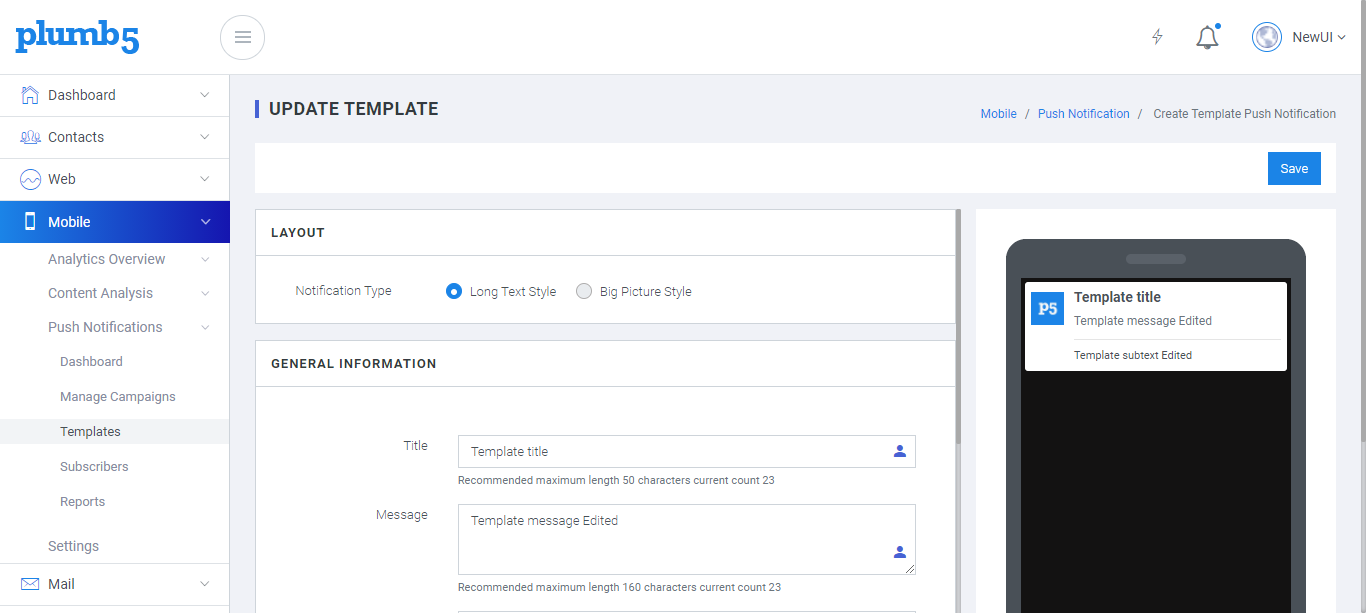 plumb5
NewUI
Dashboard
Contacts
Web
Mobile
Analytics Overview
Content Analysis
Push Notifications
Dashboard
Manage Campaigns
Templates
Subscribers
Reports
Settings
Mail
UPDATE TEMPLATE
Mobile / Push Notification / Create Template Push Notification
Save
LAYOUT
Notification Type
Long Text Style
Big Picture Style
GENERAL INFORMATION
Title
Template title
Recommended maximum length 50 characters current count 23
Message
Template message Edited
Recommended maximum length 160 characters current count 23
P5
Template title
Template message Edited
Template subtext Edited